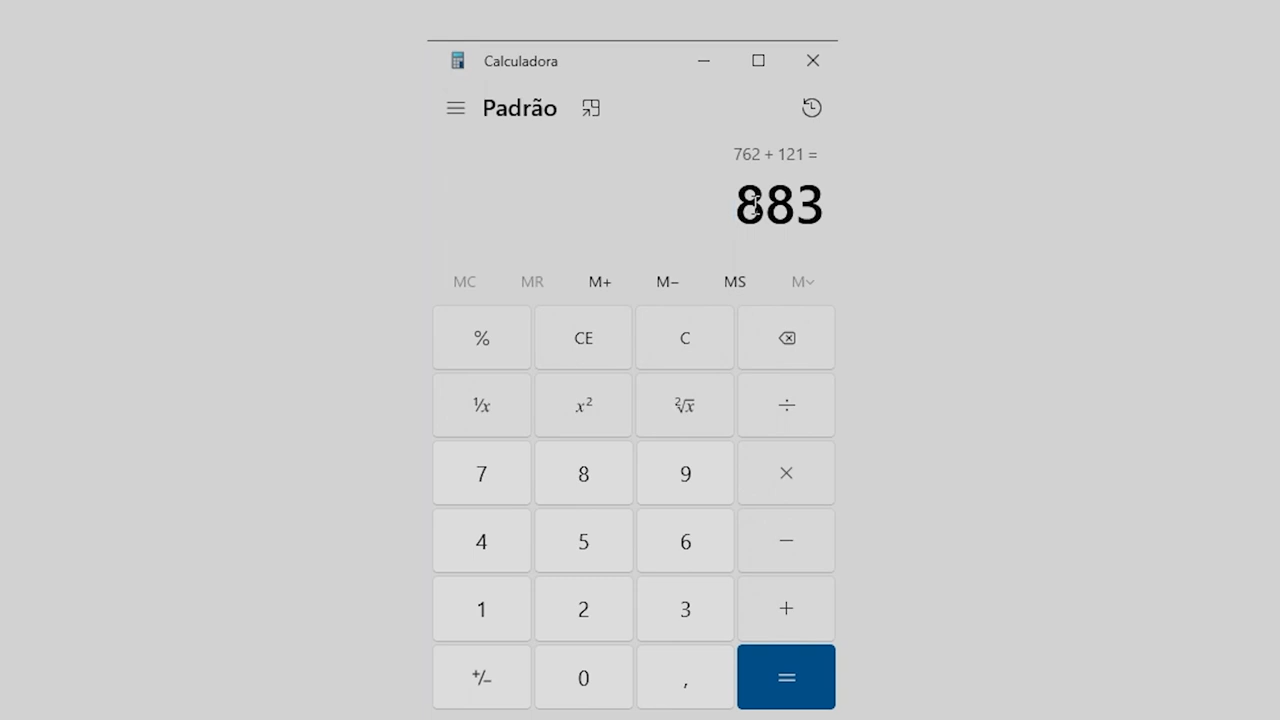 Calculadora
Padrão
762 + 121 =
883
MC MR M+ M− MS M
% CE C
¹/x x² ²√x ÷
7 8 9 ×
4 5 6 −
1 2 3 +
+/− 0 , =